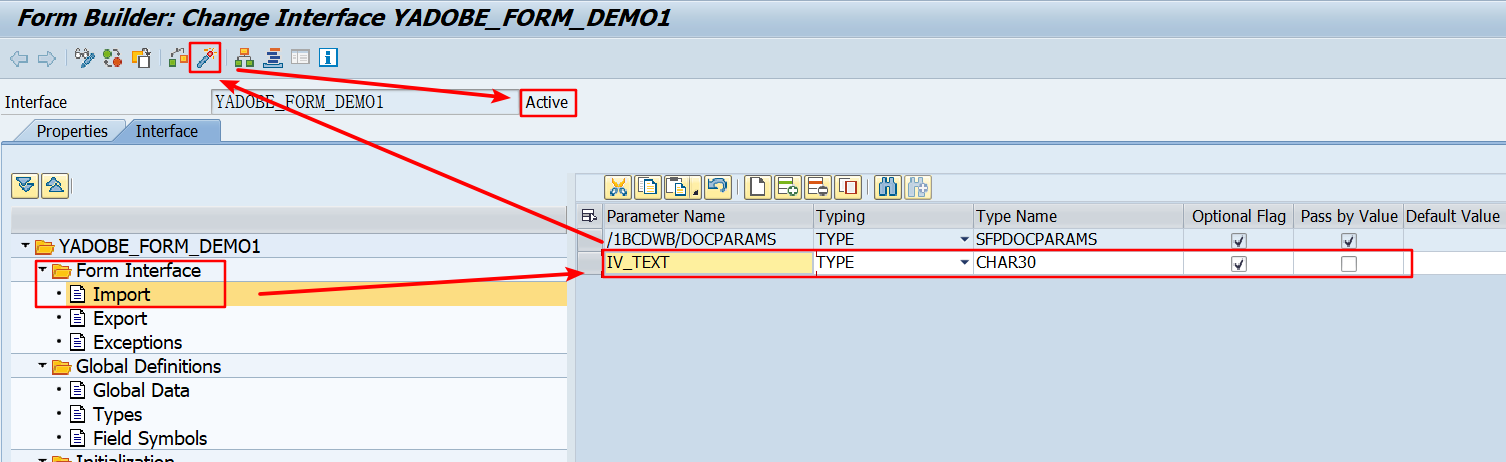 Form Builder: Change Interface YADOBE_FORM_DEMO1
Interface YADOBE_FORM_DEMO1 Active
Properties Interface
Parameter Name Typing Type Name Optional Flag Pass by Value Default Value
/1BCDWB/DOCPARAMS TYPE SFPDOCPARAMS
IV_TEXT TYPE CHAR30
YADOBE_FORM_DEMO1
Form Interface
Import
Export
Exceptions
Global Definitions
Global Data
Types
Field Symbols
Initialization